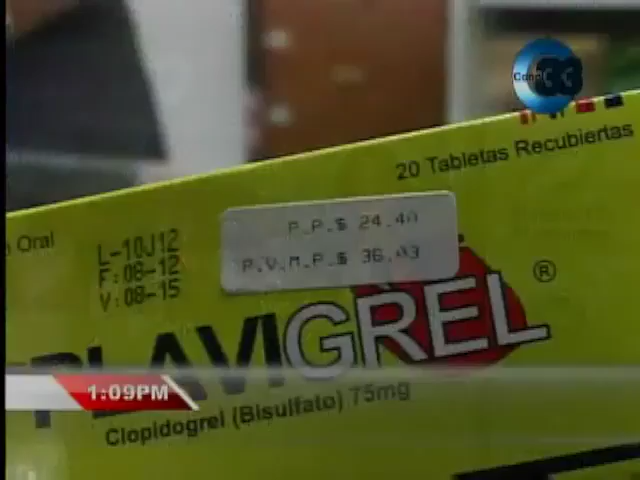 20 Tabletas Recubiertas
Oral
L-10J12
F:08-12
V:08-15
P.P.$ 24.40
P.V.M.P.$ 36.03
PLAVIGREL®
Clopidogrel (Bisulfato) 75mg
1:09PM